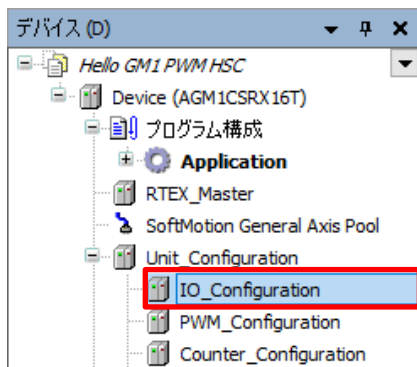 デバイス (D)
Hello GM1 PWM HSC
Device (AGM1CSRX16T)
プログラム構成
Application
RTEX_Master
SoftMotion General Axis Pool
Unit_Configuration
IO_Configuration
PWM_Configuration
Counter_Configuration